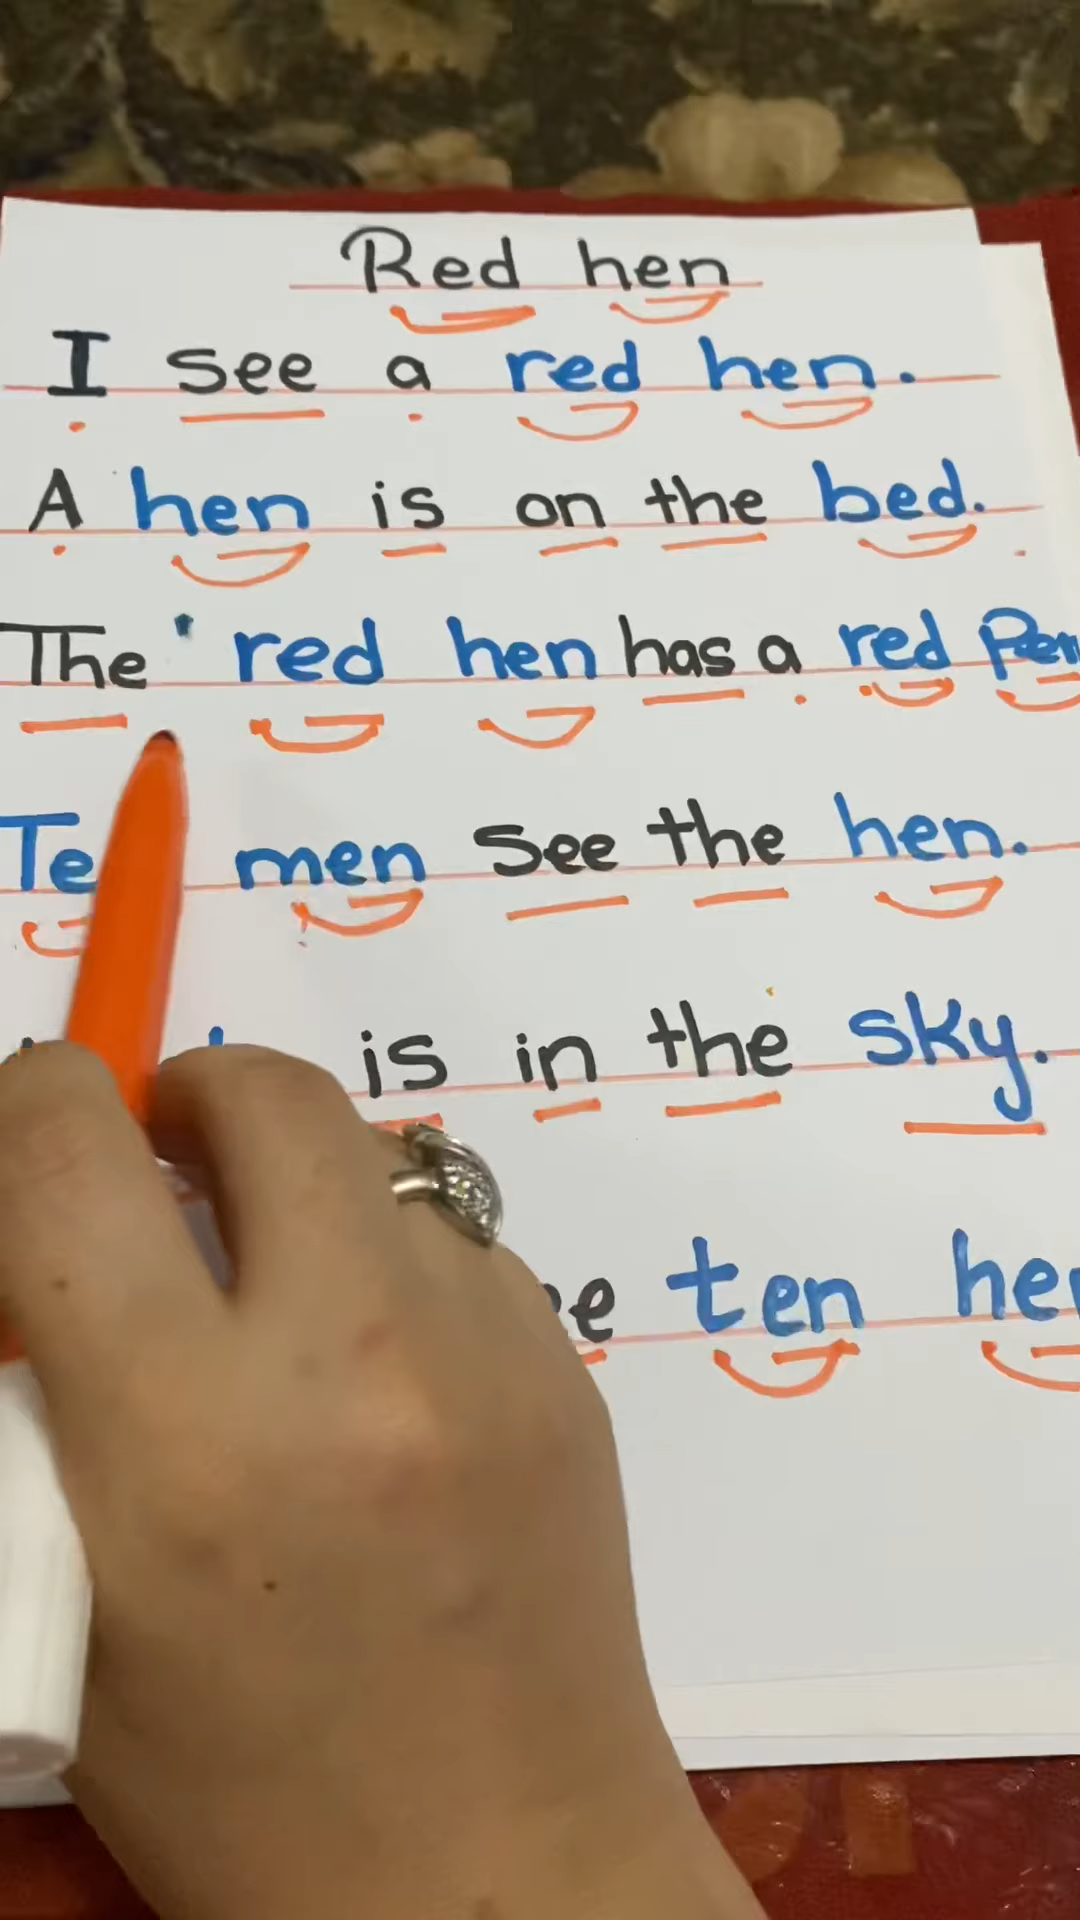 Red hen
I see a red hen.
A hen is on the bed.
The red hen has a red Pen
men see the hen.
is in the sky.
ten